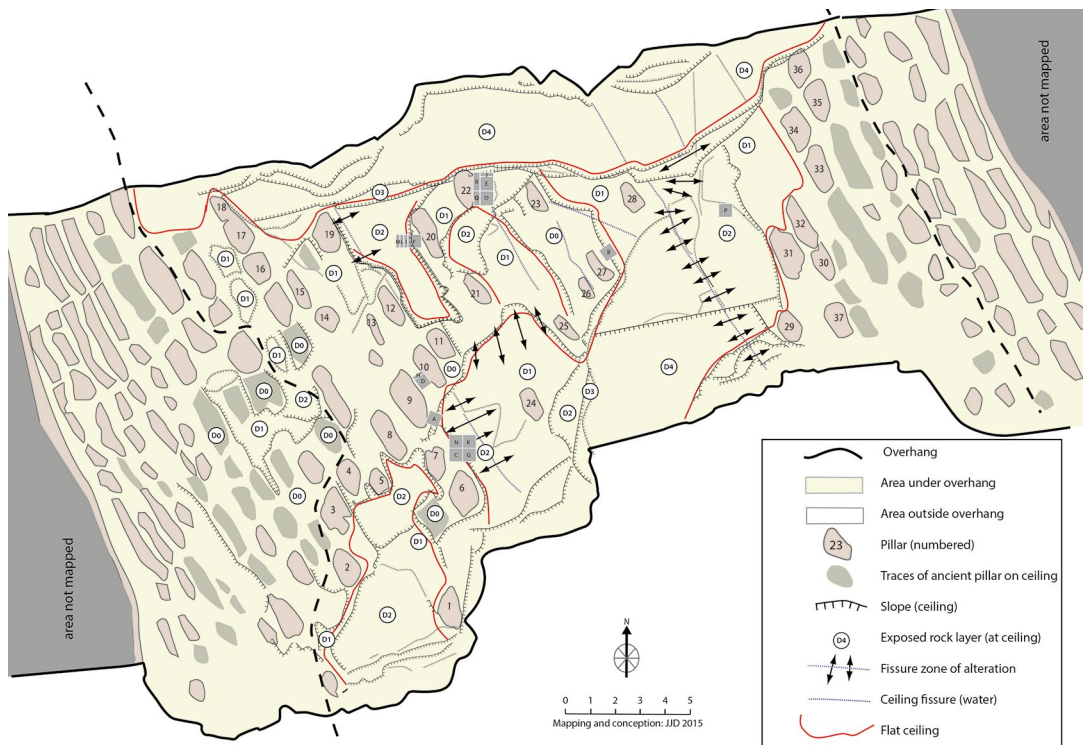 area not mapped
area not mapped
36
D4
35
D4
34
D1
33
D3
22
R
E
Q
O
23
D1
28
18
D2
P
32
17
19
D1
20
D2
D0
D2
31
D1
F
B
30
16
D1
D1
27
15
21
26
D1
14
12
13
25
29
37
11
D0
D1
10
D0
D1
D4
H
D
D0
D2
9
D3
24
D1
A
D2
D0
D0
8
N
K
D2
7
C
G
4
5
D2
6
D0
3
D0
D1
2
D2
1
D1
N
0 1 2 3 4 5
Mapping and conception: JJD 2015
Overhang
Area under overhang
Area outside overhang
23
Pillar (numbered)
Traces of ancient pillar on ceiling
Slope (ceiling)
D4
Exposed rock layer (at ceiling)
Fissure zone of alteration
Ceiling fissure (water)
Flat ceiling